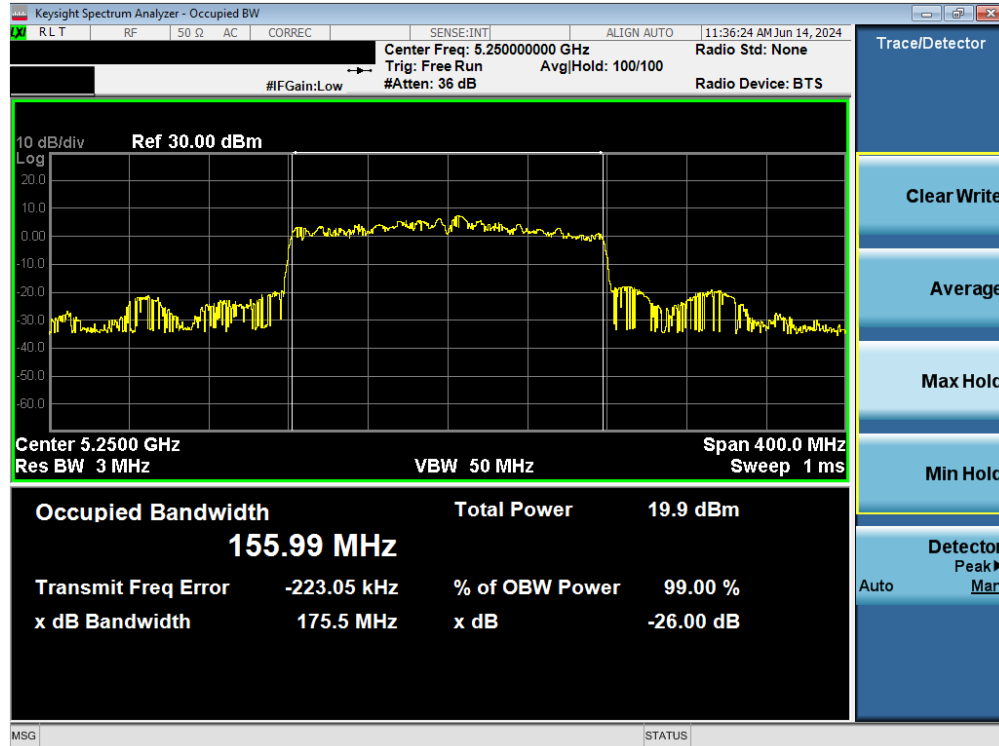 Keysight Spectrum Analyzer - Occupied BW
LXI RLT RF 50 Ω AC CORREC SENSE:INT ALIGN AUTO 11:36:24 AM Jun 14, 2024
Center Freq: 5.250000000 GHz Radio Std: None
Trig: Free Run Avg|Hold: 100/100
#IFGain:Low #Atten: 36 dB Radio Device: BTS
Trace/Detector
10 dB/div Ref 30.00 dBm
Log
20.0
10.0
0.00
-10.0
-20.0
-30.0
-40.0
-50.0
-60.0
Center 5.2500 GHz Span 400.0 MHz
Res BW 3 MHz VBW 50 MHz Sweep 1 ms
Occupied Bandwidth Total Power 19.9 dBm
155.99 MHz
Transmit Freq Error -223.05 kHz % of OBW Power 99.00 %
x dB Bandwidth 175.5 MHz x dB -26.00 dB
Clear Write
Average
Max Hold
Min Hold
Detector
Peak
Auto Man
MSG STATUS